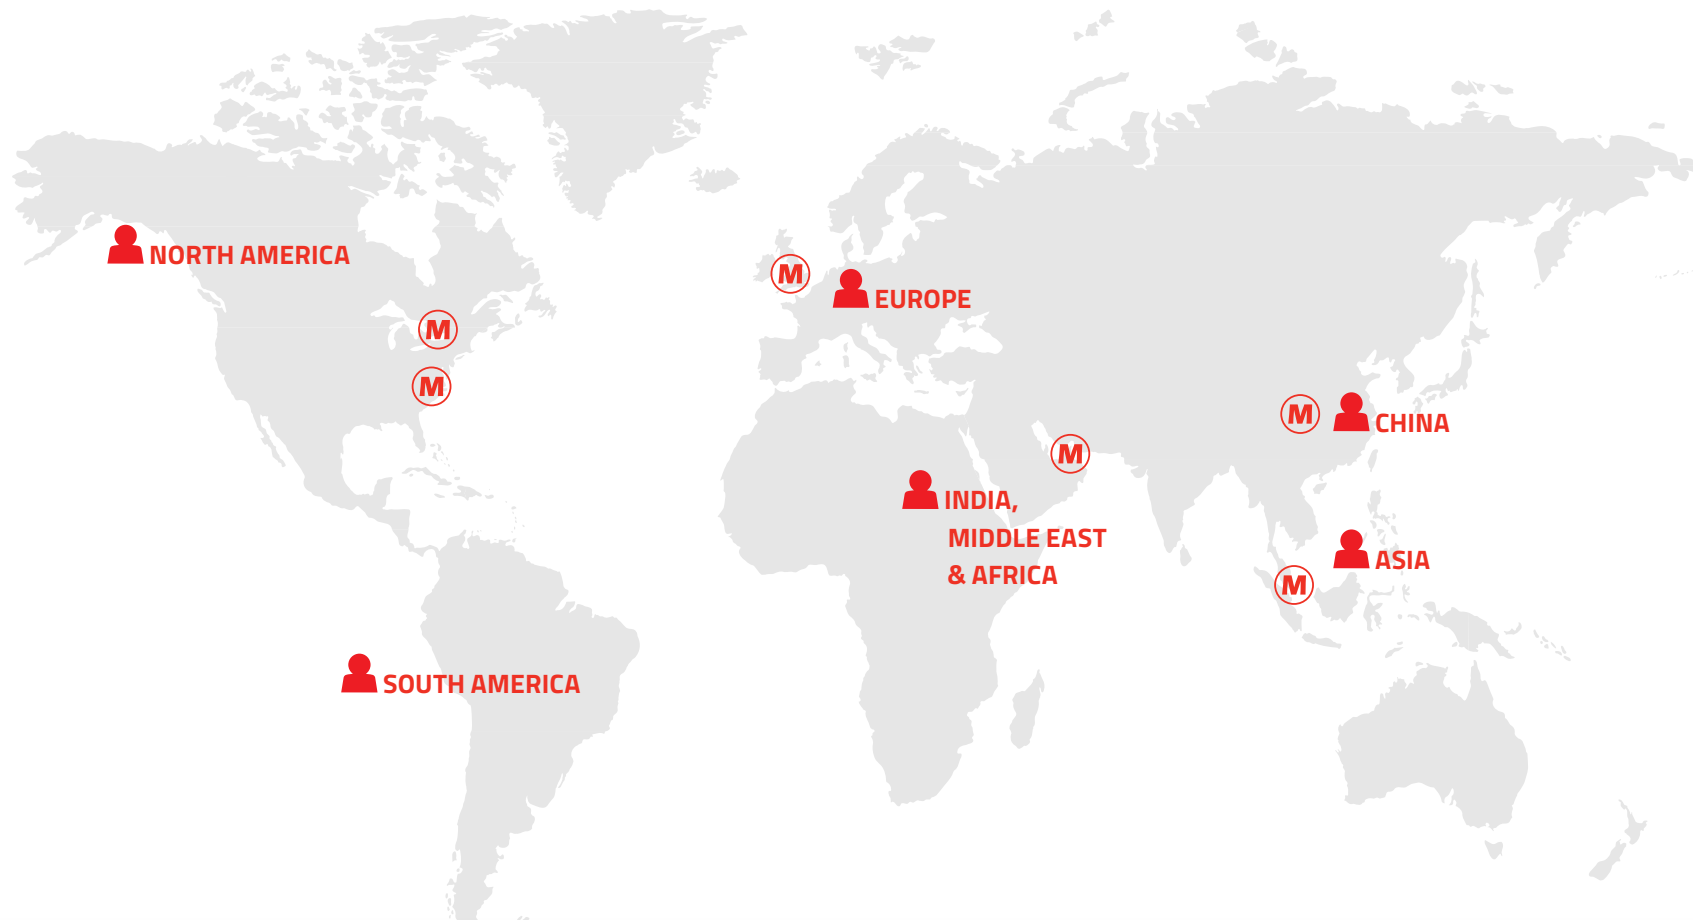 NORTH AMERICA
M
EUROPE
M
M
M
CHINA
M
INDIA,
MIDDLE EAST
& AFRICA
ASIA
M
SOUTH AMERICA